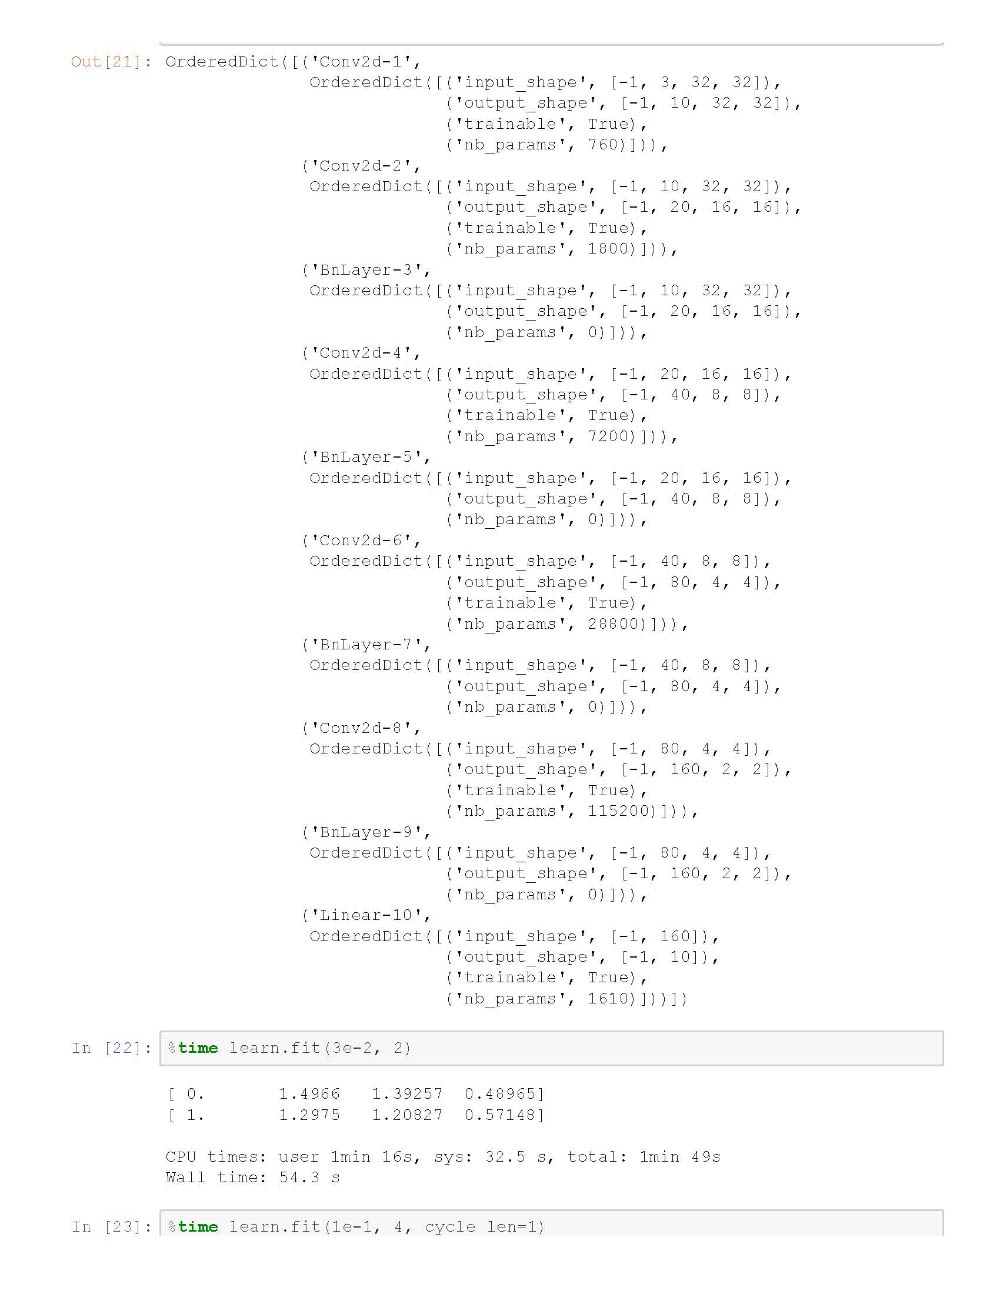 Out[21]: OrderedDict([('Conv2d-1',
OrderedDict([('input_shape', [-1, 3, 32, 32]),
('output_shape', [-1, 10, 32, 32]),
('trainable', True),
('nb_params', 760)])),
('Conv2d-2',
OrderedDict([('input_shape', [-1, 10, 32, 32]),
('output_shape', [-1, 20, 16, 16]),
('trainable', True),
('nb_params', 1800)])),
('BnLayer-3',
OrderedDict([('input_shape', [-1, 10, 32, 32]),
('output_shape', [-1, 20, 16, 16]),
('nb_params', 0)])),
('Conv2d-4',
OrderedDict([('input_shape', [-1, 20, 16, 16]),
('output_shape', [-1, 40, 8, 8]),
('trainable', True),
('nb_params', 7200)])),
('BnLayer-5',
OrderedDict([('input_shape', [-1, 20, 16, 16]),
('output_shape', [-1, 40, 8, 8]),
('nb_params', 0)])),
('Conv2d-6',
OrderedDict([('input_shape', [-1, 40, 8, 8]),
('output_shape', [-1, 80, 4, 4]),
('trainable', True),
('nb_params', 28800)])),
('BnLayer-7',
OrderedDict([('input_shape', [-1, 40, 8, 8]),
('output_shape', [-1, 80, 4, 4]),
('nb_params', 0)])),
('Conv2d-8',
OrderedDict([('input_shape', [-1, 80, 4, 4]),
('output_shape', [-1, 160, 2, 2]),
('trainable', True),
('nb_params', 115200)])),
('BnLayer-9',
OrderedDict([('input_shape', [-1, 80, 4, 4]),
('output_shape', [-1, 160, 2, 2]),
('nb_params', 0)])),
('Linear-10',
OrderedDict([('input_shape', [-1, 160]),
('output_shape', [-1, 10]),
('trainable', True),
('nb_params', 1610)]))])
In [22]: %time learn.fit(3e-2, 2)
[ 0. 1.4966 1.39257 0.48965]
[ 1. 1.2975 1.20827 0.57148]
CPU times: user 1min 16s, sys: 32.5 s, total: 1min 49s
Wall time: 54.3 s
In [23]: %time learn.fit(1e-1, 4, cycle len=1)